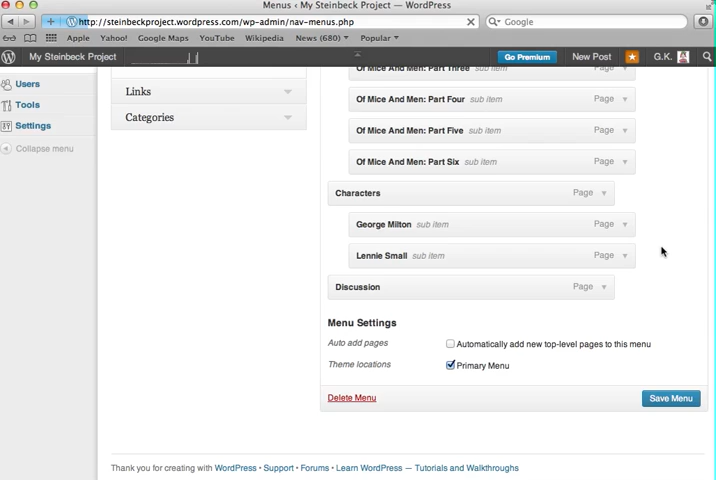 Menus ‹ My Steinbeck Project — WordPress
http://steinbeckproject.wordpress.com/wp-admin/nav-menus.php
Google
Apple Yahoo! Google Maps YouTube Wikipedia News (680) Popular
My Steinbeck Project Go Premium New Post G.K.
Users
Tools
Settings
Collapse menu
Links
Categories
Of Mice And Men: Part Three sub item Page
Of Mice And Men: Part Four sub item Page
Of Mice And Men: Part Five sub item Page
Of Mice And Men: Part Six sub item Page
Characters Page
George Milton sub item Page
Lennie Small sub item Page
Discussion Page
Menu Settings
Auto add pages Automatically add new top-level pages to this menu
Theme locations Primary Menu
Delete Menu Save Menu
Thank you for creating with WordPress • Support • Forums • Learn WordPress — Tutorials and Walkthroughs